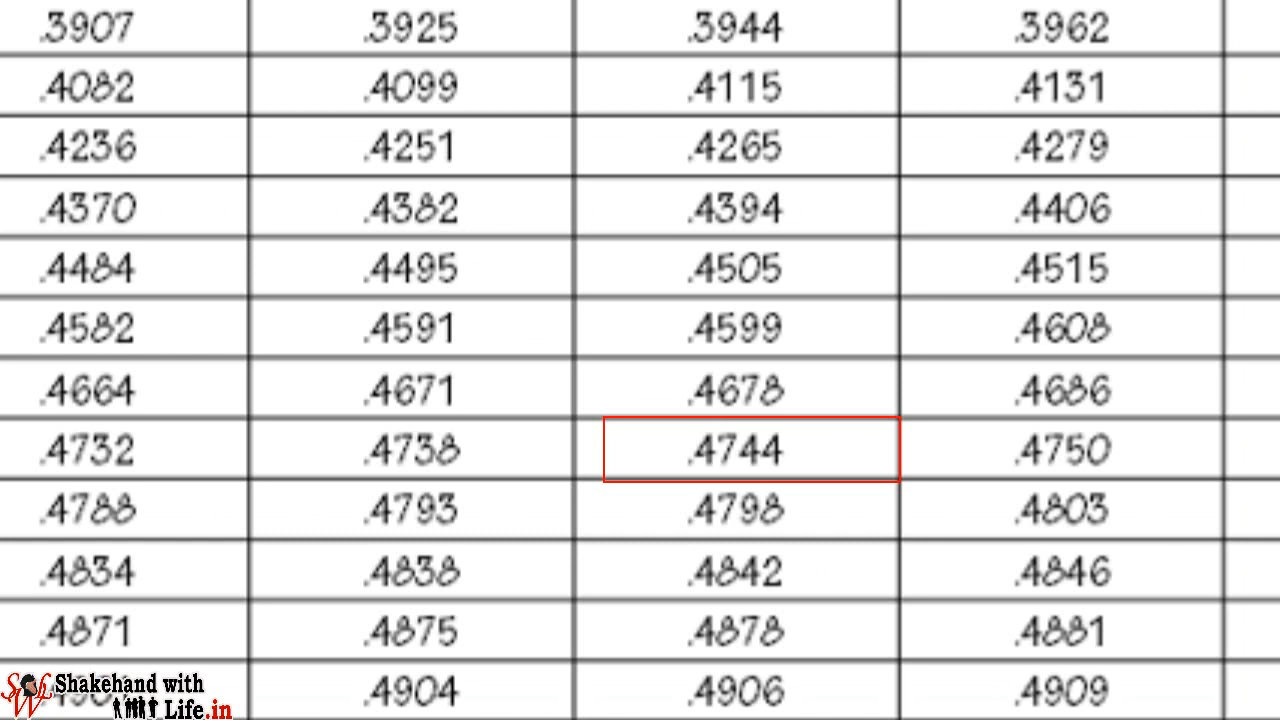 .3907 .3925 .3944 .3962
.4082 .4099 .4115 .4131
.4236 .4251 .4265 .4279
.4370 .4382 .4394 .4406
.4484 .4495 .4505 .4515
.4582 .4591 .4599 .4608
.4664 .4671 .4678 .4686
.4732 .4738 .4744 .4750
.4788 .4793 .4798 .4803
.4834 .4838 .4842 .4846
.4871 .4875 .4878 .4881
.4904 .4906 .4909
Shakehand with
Life.in